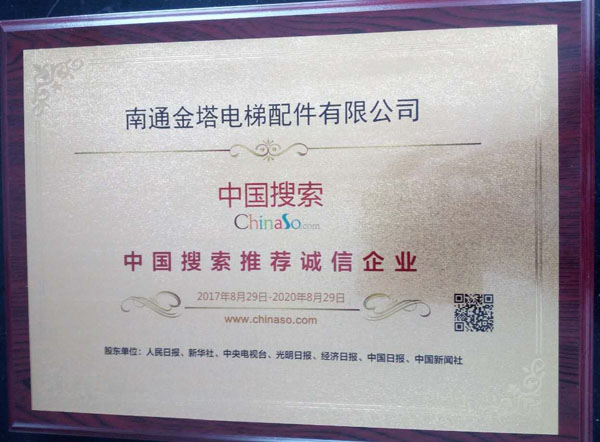 南通金塔电梯配件有限公司
中国搜索
ChinaSo.com
中国搜索推荐诚信企业
2017年8月29日-2020年8月29日
www.chinaso.com
股东单位：人民日报、新华社、中央电视台、光明日报、经济日报、中国日报、中国新闻社